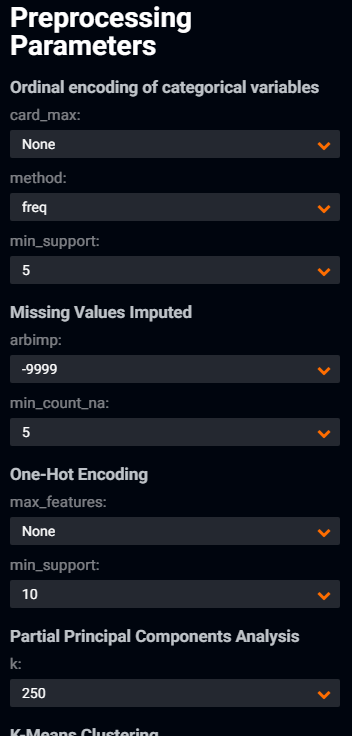 Preprocessing
Parameters
Ordinal encoding of categorical variables
card_max:
None
method:
freq
min_support:
5
Missing Values Imputed
arbimp:
-9999
min_count_na:
5
One-Hot Encoding
max_features:
None
min_support:
10
Partial Principal Components Analysis
k:
250
K-Means Clustering